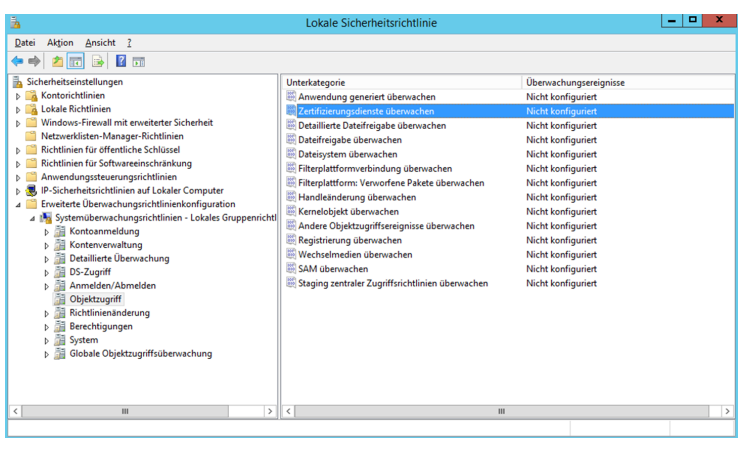 Lokale Sicherheitsrichtlinie
Datei Aktion Ansicht ?
Sicherheitseinstellungen
Kontorichtlinien
Lokale Richtlinien
Windows-Firewall mit erweiterter Sicherheit
Netzwerklisten-Manager-Richtlinien
Richtlinien für öffentliche Schlüssel
Richtlinien für Softwareeinschränkung
Anwendungssteuerungsrichtlinien
IP-Sicherheitsrichtlinien auf Lokaler Computer
Erweiterte Überwachungsrichtlinienkonfiguration
Systemüberwachungsrichtlinien - Lokales Gruppenrichtl
Kontoanmeldung
Kontenverwaltung
Detaillierte Überwachung
DS-Zugriff
Anmelden/Abmelden
Objektzugriff
Richtlinienänderung
Berechtigungen
System
Globale Objektzugriffsüberwachung
Unterkategorie Überwachungsereignisse
Anwendung generiert überwachen Nicht konfiguriert
Zertifizierungsdienste überwachen Nicht konfiguriert
Detaillierte Dateifreigabe überwachen Nicht konfiguriert
Dateifreigabe überwachen Nicht konfiguriert
Dateisystem überwachen Nicht konfiguriert
Filterplattformverbindung überwachen Nicht konfiguriert
Filterplattform: Verworfene Pakete überwachen Nicht konfiguriert
Handleänderung überwachen Nicht konfiguriert
Kernelobjekt überwachen Nicht konfiguriert
Andere Objektzugriffsereignisse überwachen Nicht konfiguriert
Registrierung überwachen Nicht konfiguriert
Wechselmedien überwachen Nicht konfiguriert
SAM überwachen Nicht konfiguriert
Staging zentraler Zugriffsrichtlinien überwachen Nicht konfiguriert